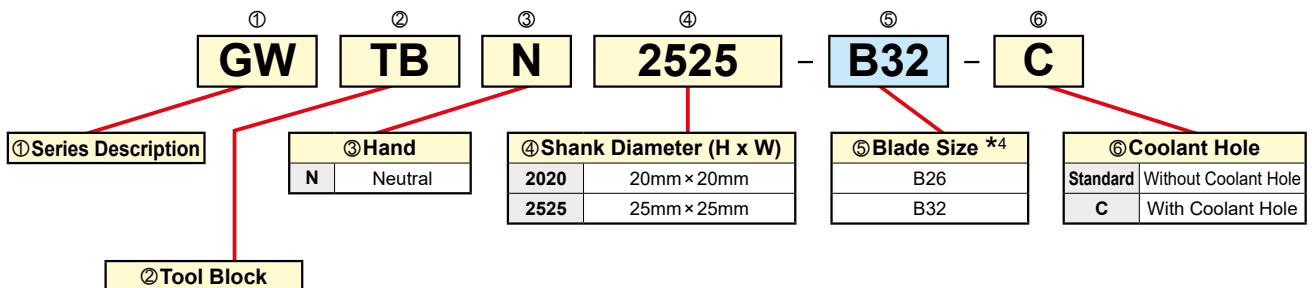 ① ② ③ ④ ⑤ ⑥
GW TB N 2525 – B32 – C
①Series Description
③Hand
N Neutral
④Shank Diameter (H x W)
2020 20mm×20mm
2525 25mm×25mm
⑤Blade Size *4
B26
B32
⑥Coolant Hole
Standard Without Coolant Hole
C With Coolant Hole
②Tool Block